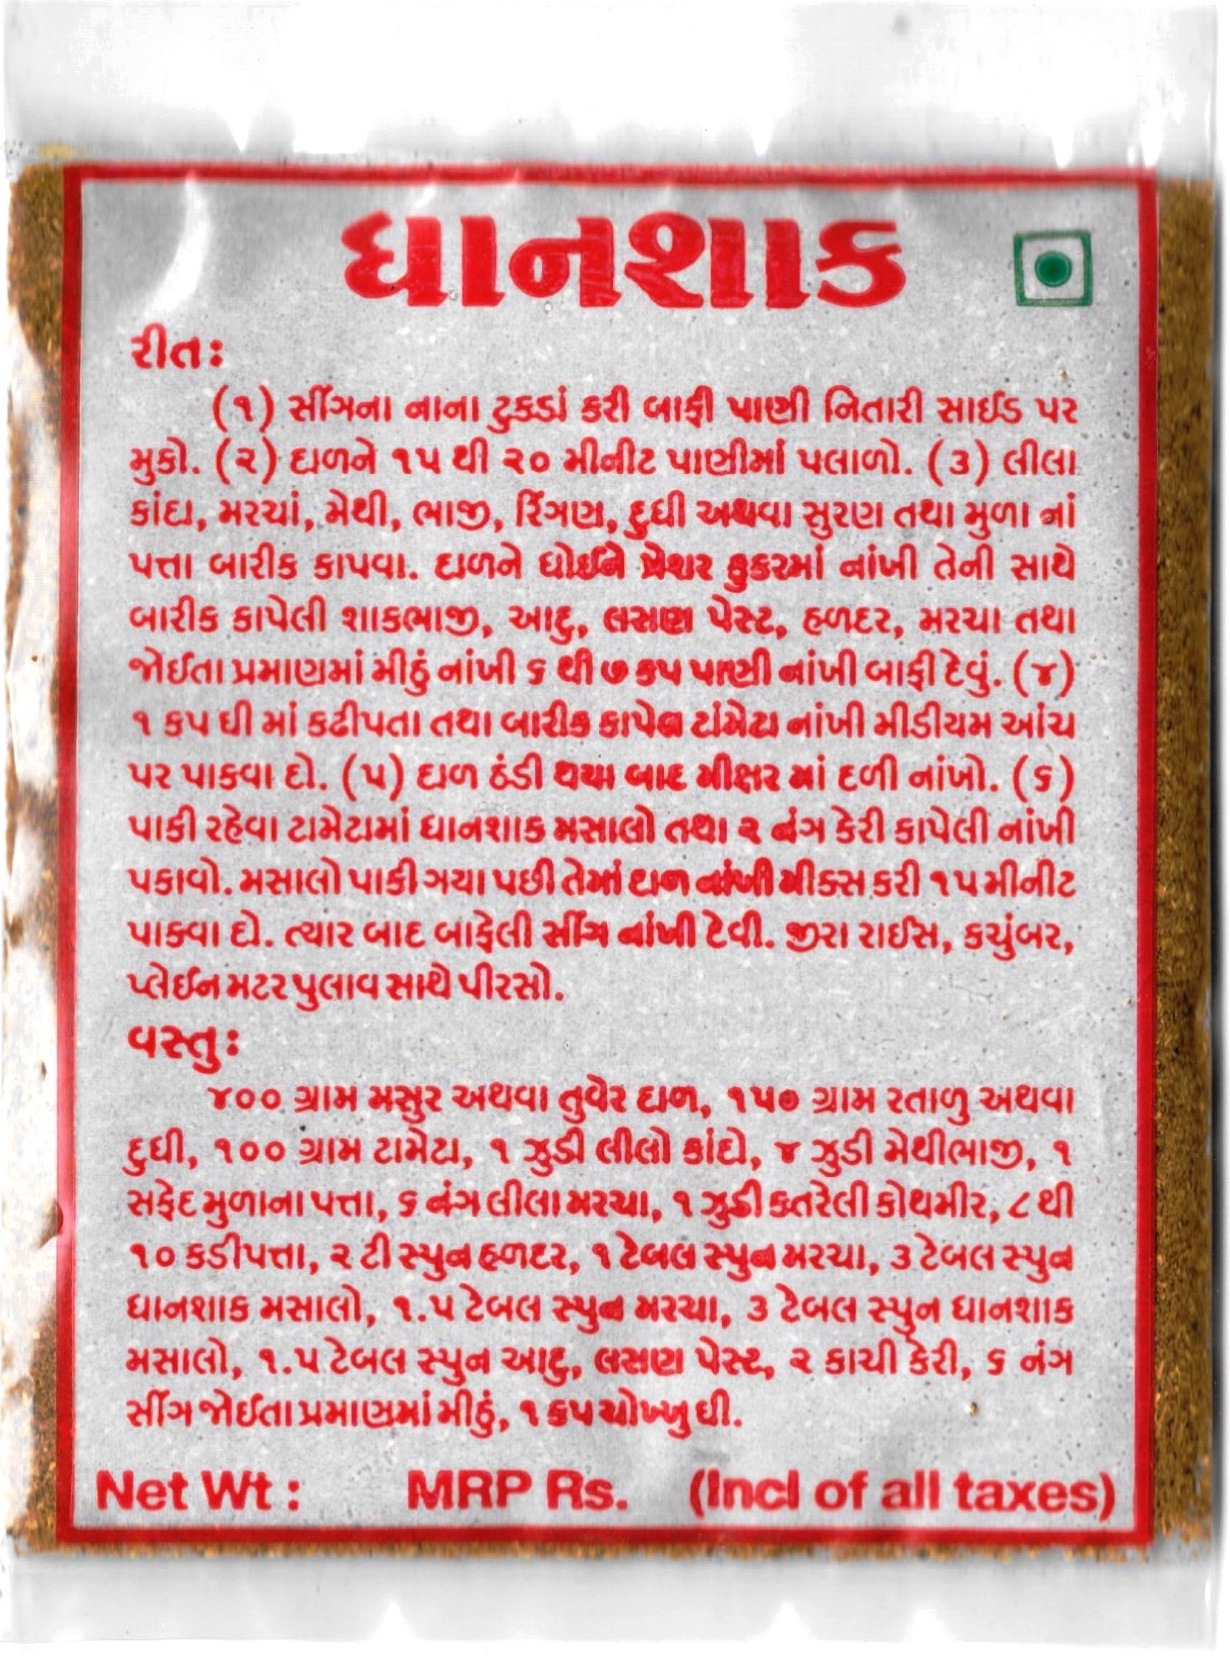 ધાનશાક
રીતઃ
(૧) સીંગના નાના ટુકડાં કરી બાફી પાણી નિતારી સાઈડ પર
મુકો. (૨) દાળને ૧૫ થી ૨૦ મીનીટ પાણીમાં પલાળો. (૩) લીલા
કાંદા, મરચાં, મેથી, ભાજી, રિંગણ, દુધી અથવા સુરણ તથા મુળા નાં
પત્તા બારીક કાપવા. દાળને ધોઈને પ્રેશર કુકરમાં નાંખી તેની સાથે
બારીક કાપેલી શાકભાજી, આદુ, લસણ પેસ્ટ, હળદર, મરચા તથા
જોઈતા પ્રમાણમાં મીઠું નાંખી ૬ થી ૭ કપ પાણી નાંખી બાફી દેવું. (૪)
૧ કપ ઘી માં કઢીપતા તથા બારીક કાપેલ ટાંમેટા નાંખી મીડીયમ આંચ
પર પાકવા દો. (૫) દાળ ઠંડી થયા બાદ મીક્ષર માં દળી નાંખો. (૬)
પાકી રહેવા ટામેટામાં ધાનશાક મસાલો તથા ૨ નંગ કેરી કાપેલી નાંખી
પકાવો. મસાલો પાકી ગયા પછી તેમાં દાળ નાંખી મીક્સ કરી ૧૫ મીનીટ
પાકવા દો. ત્યાર બાદ બાફેલી સીંગ નાંખી દેવી. જીરા રાઈસ, કચુંબર,
પ્લેઈન મટર પુલાવ સાથે પીરસો.
વસ્તુઃ
૪૦૦ ગ્રામ મસુર અથવા તુવેર દાળ, ૧૫૦ ગ્રામ રતાળુ અથવા
દુધી, ૧૦૦ ગ્રામ ટામેટા, ૧ ઝુડી લીલો કાંદો, ૪ ઝુડી મેથીભાજી, ૧
સફેદ મુળાના પત્તા, ૬ નંગ લીલા મરચા, ૧ ઝુડી કતરેલી કોથમીર, ૮ થી
૧૦ કડીપત્તા, ૨ ટી સ્પુન હળદર, ૧ ટેબલ સ્પુન મરચા, ૩ ટેબલ સ્પુન
ધાનશાક મસાલો, ૧.૫ ટેબલ સ્પુન મરચા, ૩ ટેબલ સ્પુન ધાનશાક
મસાલો, ૧.૫ ટેબલ સ્પુન આદુ, લસણ પેસ્ટ, ૨ કાચી કેરી, ૬ નંગ
સીંગ જોઈતા પ્રમાણમાં મીઠું, ૧ કપ ચોખ્ખુ ઘી.
Net Wt : MRP Rs. (Incl of all taxes)